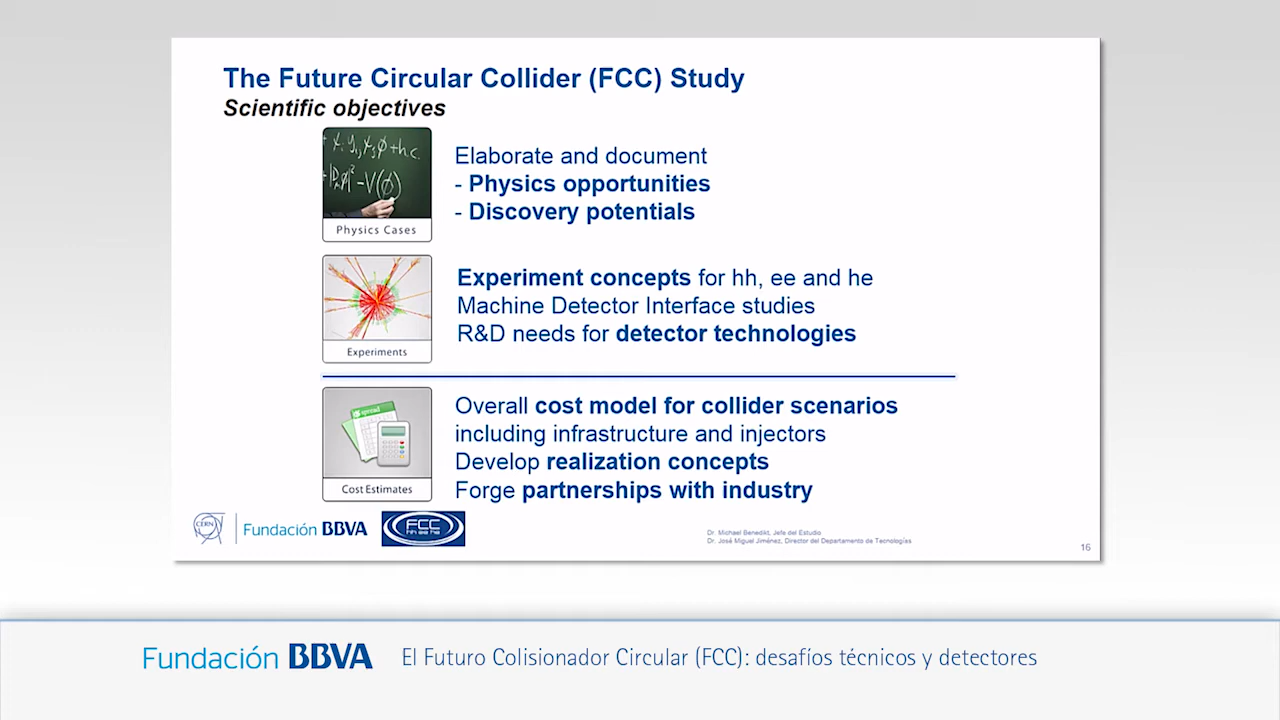 The Future Circular Collider (FCC) Study
Scientific objectives
+ h.c.
Physics Cases
Elaborate and document
- Physics opportunities
- Discovery potentials
Experiments
Experiment concepts for hh, ee and he
Machine Detector Interface studies
R&D needs for detector technologies
spread
Cost Estimates
Overall cost model for collider scenarios
including infrastructure and injectors
Develop realization concepts
Forge partnerships with industry
CERN
Fundación BBVA
FCC
hh ee he
Dr. Michael Benedikt, Jefe del Estudio
Dr. José Miguel Jiménez, Director del Departamento de Tecnologías
16
Fundación BBVA
El Futuro Colisionador Circular (FCC): desafíos técnicos y detectores